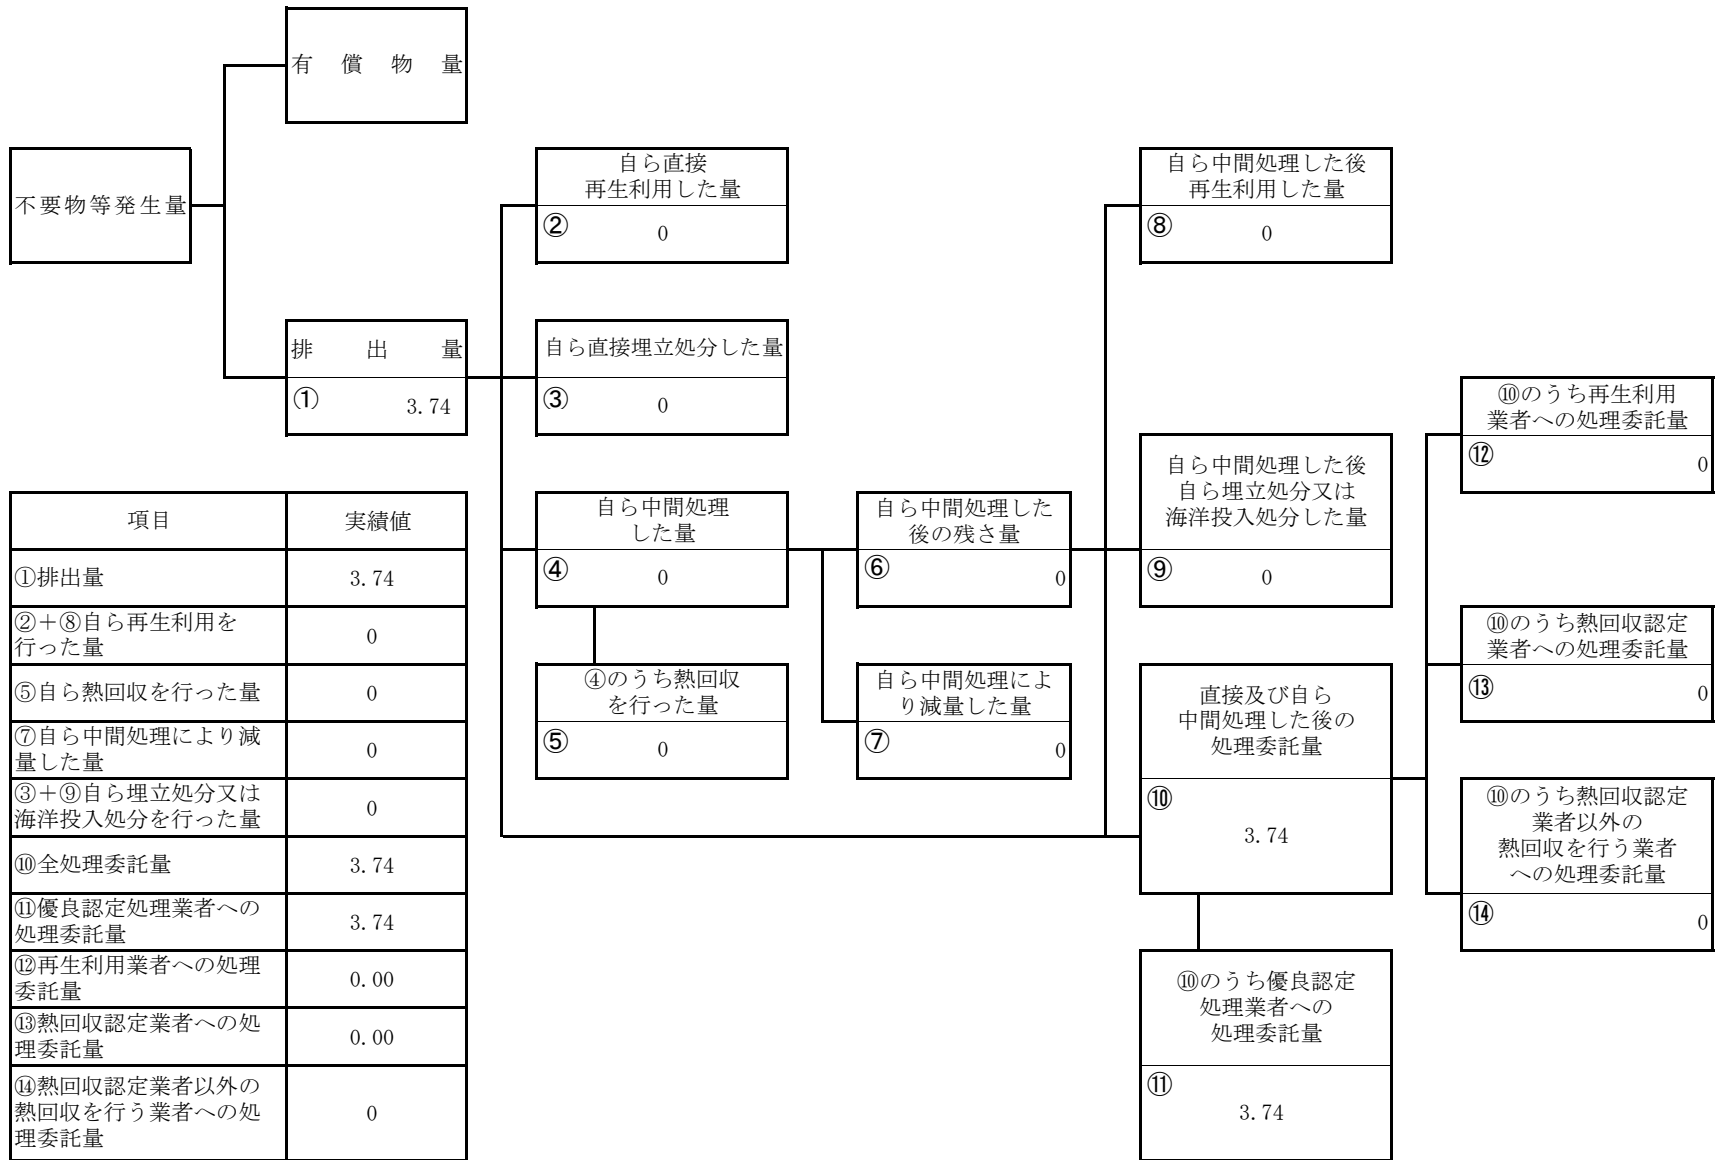 有償物量
不要物等発生量
排出量
①
3.74
自ら直接
再生利用した量
②
0
自ら直接埋立処分した量
③
0
自ら中間処理
した量
④
0
④のうち熱回収
を行った量
⑤
0
自ら中間処理した
後の残さ量
⑥
0
自ら中間処理によ
り減量した量
⑦
0
自ら中間処理した後
再生利用した量
⑧
0
自ら中間処理した後
自ら埋立処分又は
海洋投入処分した量
⑨
0
直接及び自ら
中間処理した後の
処理委託量
⑩
3.74
⑩のうち優良認定
処理業者への
処理委託量
⑪
3.74
⑩のうち再生利用
業者への処理委託量
⑫
0
⑩のうち熱回収認定
業者への処理委託量
⑬
0
⑩のうち熱回収認定
業者以外の
熱回収を行う業者
への処理委託量
⑭
0
項目 実績値
①排出量 3.74
②＋⑧自ら再生利用を
行った量 0
⑤自ら熱回収を行った量 0
⑦自ら中間処理により減
量した量 0
③＋⑨自ら埋立処分又は
海洋投入処分を行った量 0
⑩全処理委託量 3.74
⑪優良認定処理業者への
処理委託量 3.74
⑫再生利用業者への処理
委託量 0.00
⑬熱回収認定業者への処
理委託量 0.00
⑭熱回収認定業者以外の
熱回収を行う業者への処
理委託量 0